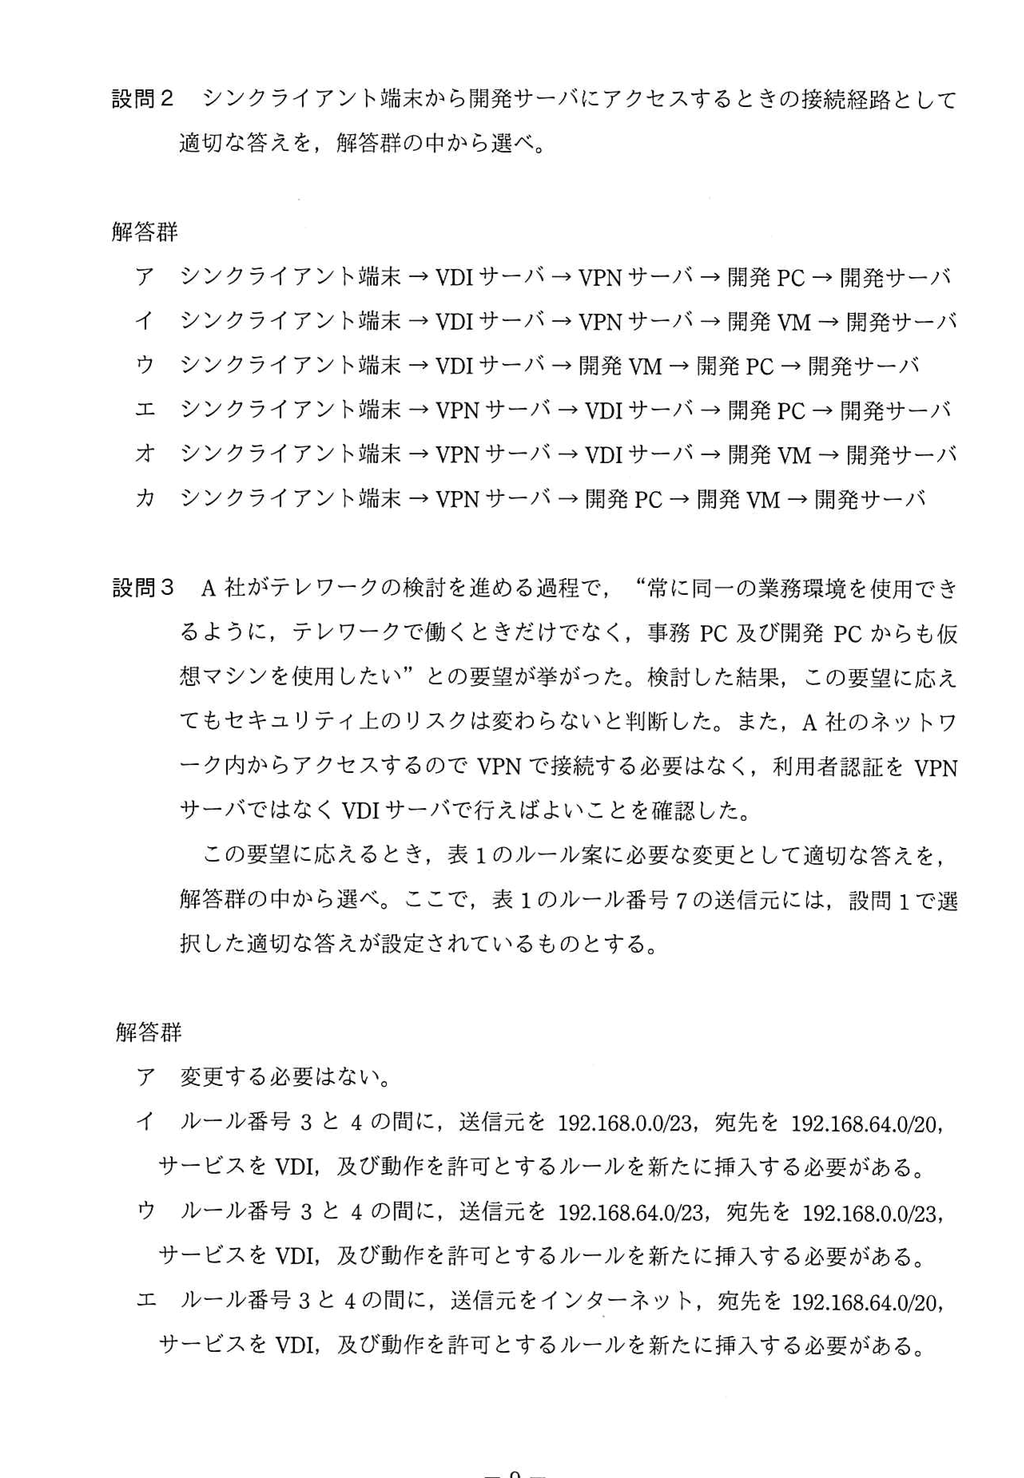 設問2　シンクライアント端末から開発サーバにアクセスするときの接続経路として
適切な答えを，解答群の中から選べ。
解答群
ア　シンクライアント端末 → VDI サーバ → VPN サーバ → 開発 PC → 開発サーバ
イ　シンクライアント端末 → VDI サーバ → VPN サーバ → 開発 VM → 開発サーバ
ウ　シンクライアント端末 → VDI サーバ → 開発 VM → 開発 PC → 開発サーバ
エ　シンクライアント端末 → VPN サーバ → VDI サーバ → 開発 PC → 開発サーバ
オ　シンクライアント端末 → VPN サーバ → VDI サーバ → 開発 VM → 開発サーバ
カ　シンクライアント端末 → VPN サーバ → 開発 PC → 開発 VM → 開発サーバ
設問3　A 社がテレワークの検討を進める過程で，“常に同一の業務環境を使用でき
るように，テレワークで働くときだけでなく，事務 PC 及び開発 PC からも仮
想マシンを使用したい”との要望が挙がった。検討した結果，この要望に応え
てもセキュリティ上のリスクは変わらないと判断した。また，A 社のネットワ
ーク内からアクセスするので VPN で接続する必要はなく，利用者認証を VPN
サーバではなく VDI サーバで行えばよいことを確認した。
この要望に応えるとき，表 1 のルール案に必要な変更として適切な答えを，
解答群の中から選べ。ここで，表 1 のルール番号 7 の送信元には，設問 1 で選
択した適切な答えが設定されているものとする。
解答群
ア　変更する必要はない。
イ　ルール番号 3 と 4 の間に，送信元を 192.168.0.0/23，宛先を 192.168.64.0/20，
サービスを VDI，及び動作を許可とするルールを新たに挿入する必要がある。
ウ　ルール番号 3 と 4 の間に，送信元を 192.168.64.0/23，宛先を 192.168.0.0/23，
サービスを VDI，及び動作を許可とするルールを新たに挿入する必要がある。
エ　ルール番号 3 と 4 の間に，送信元をインターネット，宛先を 192.168.64.0/20，
サービスを VDI，及び動作を許可とするルールを新たに挿入する必要がある。
— 9 —